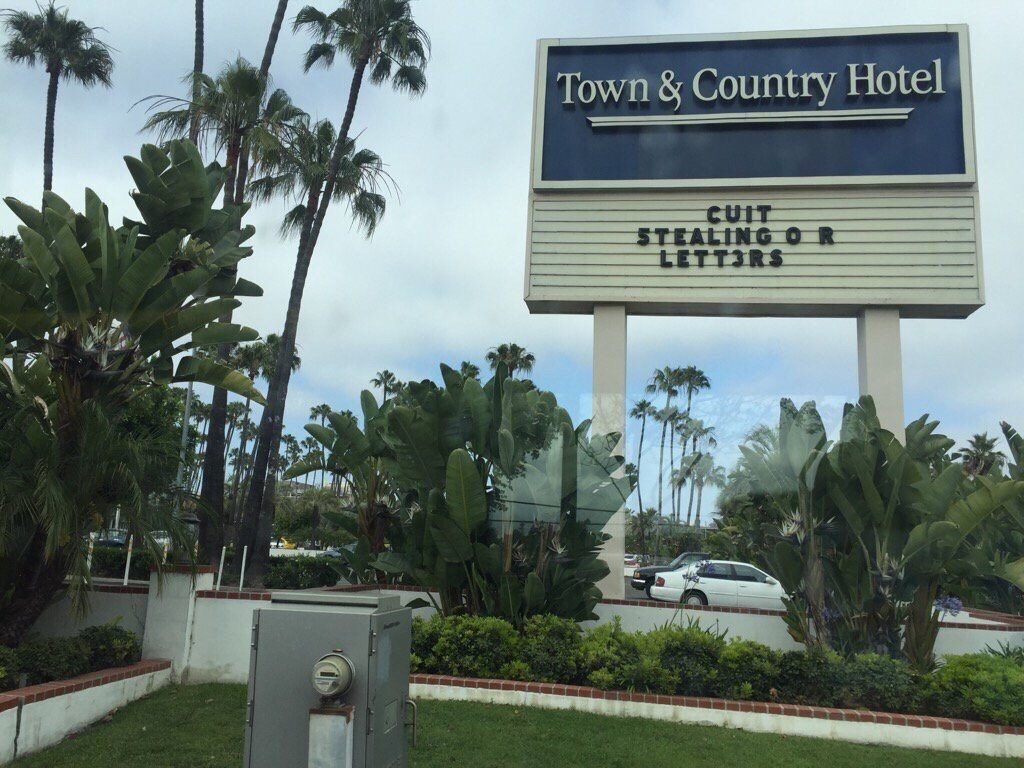 Town & Country Hotel
CUIT
5TEALING O R
LETT3RS